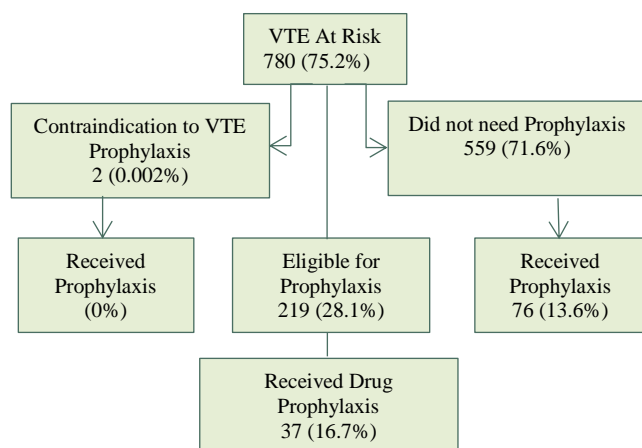 VTE At Risk
780 (75.2%)
Contraindication to VTE
Prophylaxis
2 (0.002%)
Did not need Prophylaxis
559 (71.6%)
Received
Prophylaxis
(0%)
Eligible for
Prophylaxis
219 (28.1%)
Received
Prophylaxis
76 (13.6%)
Received Drug
Prophylaxis
37 (16.7%)